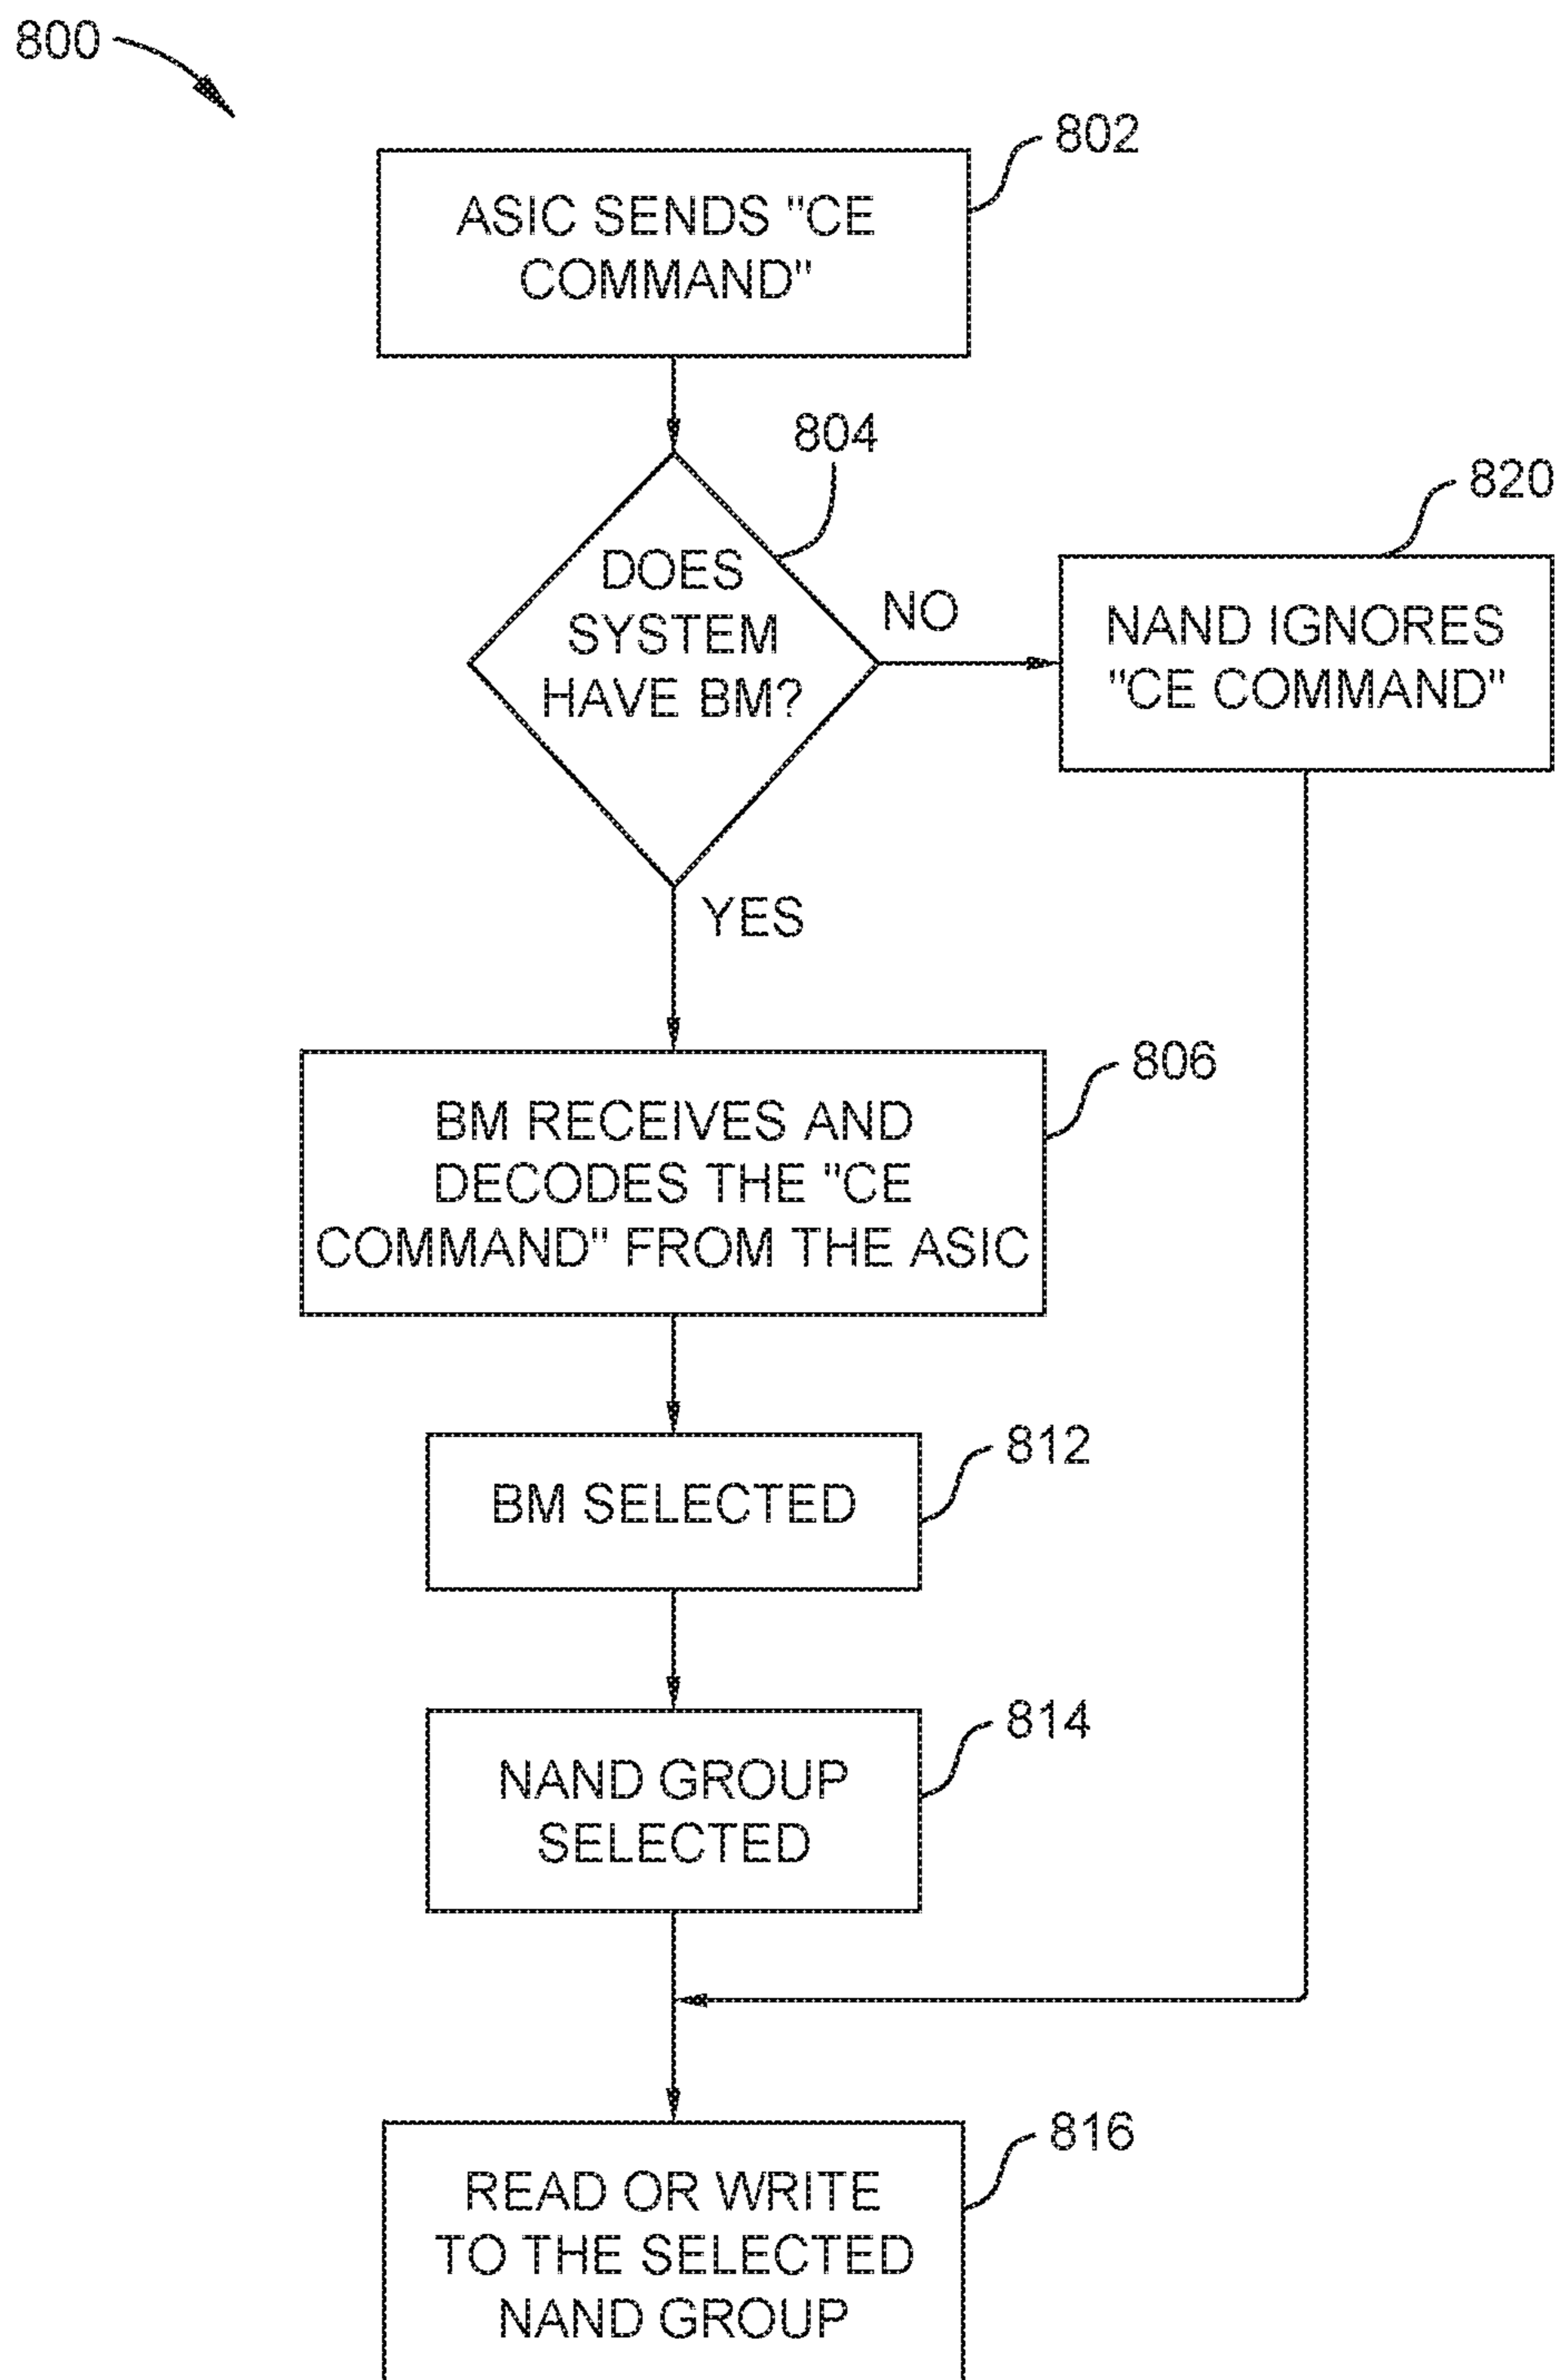 800
802
ASIC SENDS "CE
COMMAND"
804
DOES
SYSTEM
HAVE BM?
NO
820
NAND IGNORES
"CE COMMAND"
YES
806
BM RECEIVES AND
DECODES THE "CE
COMMAND" FROM THE ASIC
812
BM SELECTED
814
NAND GROUP
SELECTED
816
READ OR WRITE
TO THE SELECTED
NAND GROUP